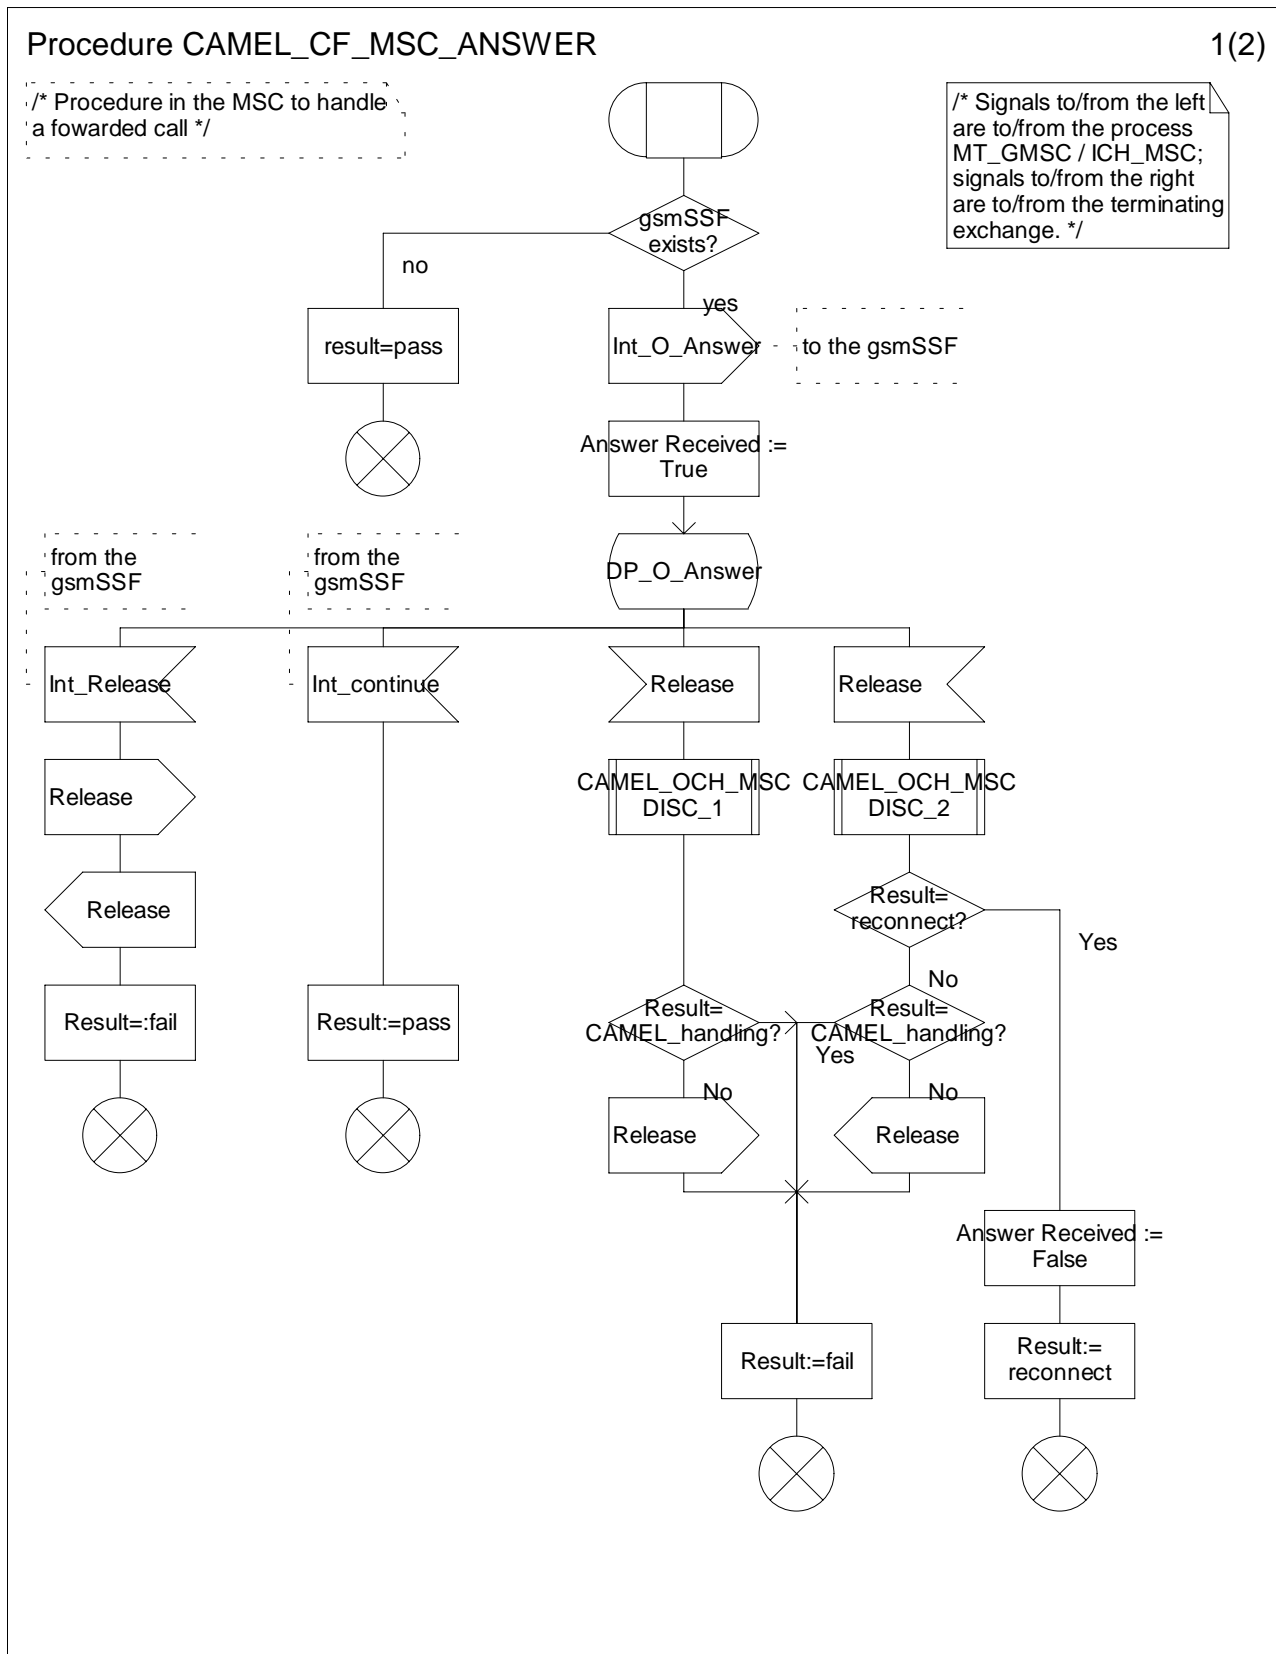 Procedure CAMEL_CF_MSC_ANSWER
1(2)
/* Procedure in the MSC to handle
a fowarded call */
/* Signals to/from the left
are to/from the process
MT_GMSC / ICH_MSC;
signals to/from the right
are to/from the terminating
exchange. */
gsmSSF
exists?
no
yes
result=pass
Int_O_Answer
to the gsmSSF
Answer Received :=
True
from the
gsmSSF
from the
gsmSSF
DP_O_Answer
Int_Release
Int_continue
Release
Release
Release
CAMEL_OCH_MSC
DISC_1
CAMEL_OCH_MSC
DISC_2
Release
Result=
reconnect?
Yes
No
Result=:fail
Result:=pass
Result=
CAMEL_handling?
Result=
CAMEL_handling?
Yes
No
No
Release
Release
Answer Received :=
False
Result:=fail
Result:=
reconnect